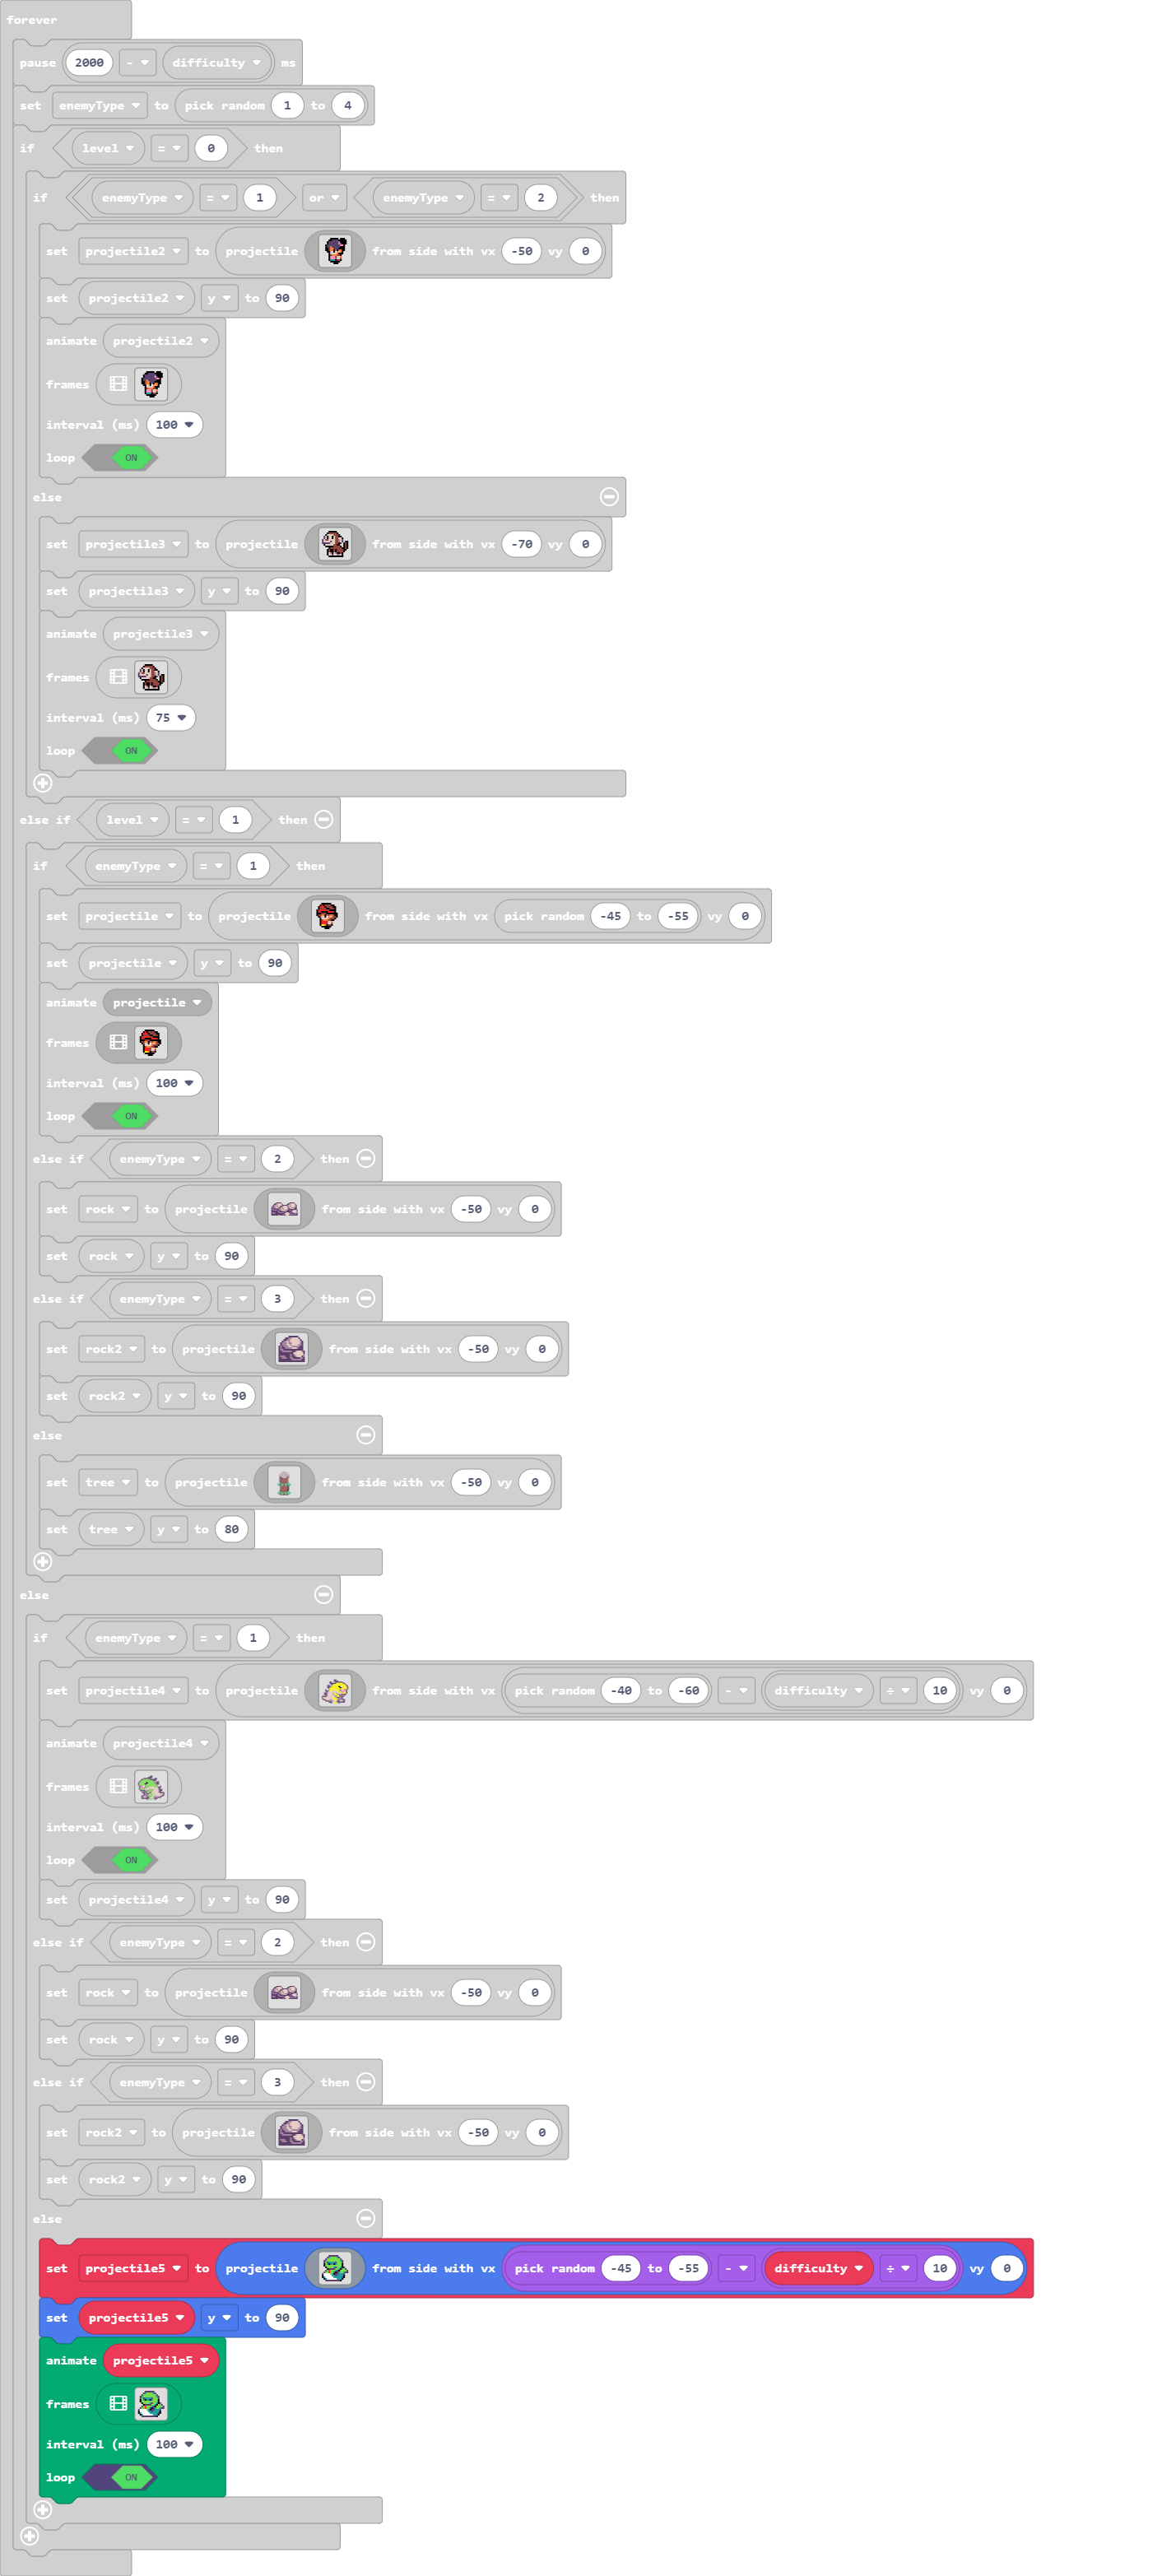 forever
pause 2000 - difficulty ms
set enemyType to pick random 1 to 4
if level = 0 then
if enemyType = 1 or enemyType = 2 then
set projectile2 to projectile from side with vx -50 vy 0
set projectile2 y to 90
animate projectile2
frames
interval (ms) 100
loop ON
else
set projectile3 to projectile from side with vx -70 vy 0
set projectile3 y to 90
animate projectile3
frames
interval (ms) 75
loop ON
else if level = 1 then
if enemyType = 1 then
set projectile to projectile from side with vx pick random -45 to -55 vy 0
set projectile y to 90
animate projectile
frames
interval (ms) 100
loop ON
else if enemyType = 2 then
set rock to projectile from side with vx -50 vy 0
set rock y to 90
else if enemyType = 3 then
set rock2 to projectile from side with vx -50 vy 0
set rock2 y to 90
else
set tree to projectile from side with vx -50 vy 0
set tree y to 80
else
if enemyType = 1 then
set projectile4 to projectile from side with vx pick random -40 to -60 - difficulty ÷ 10 vy 0
animate projectile4
frames
interval (ms) 100
loop ON
set projectile4 y to 90
else if enemyType = 2 then
set rock to projectile from side with vx -50 vy 0
set rock y to 90
else if enemyType = 3 then
set rock2 to projectile from side with vx -50 vy 0
set rock2 y to 90
else
set projectile5 to projectile from side with vx pick random -45 to -55 - difficulty ÷ 10 vy 0
set projectile5 y to 90
animate projectile5
frames
interval (ms) 100
loop ON